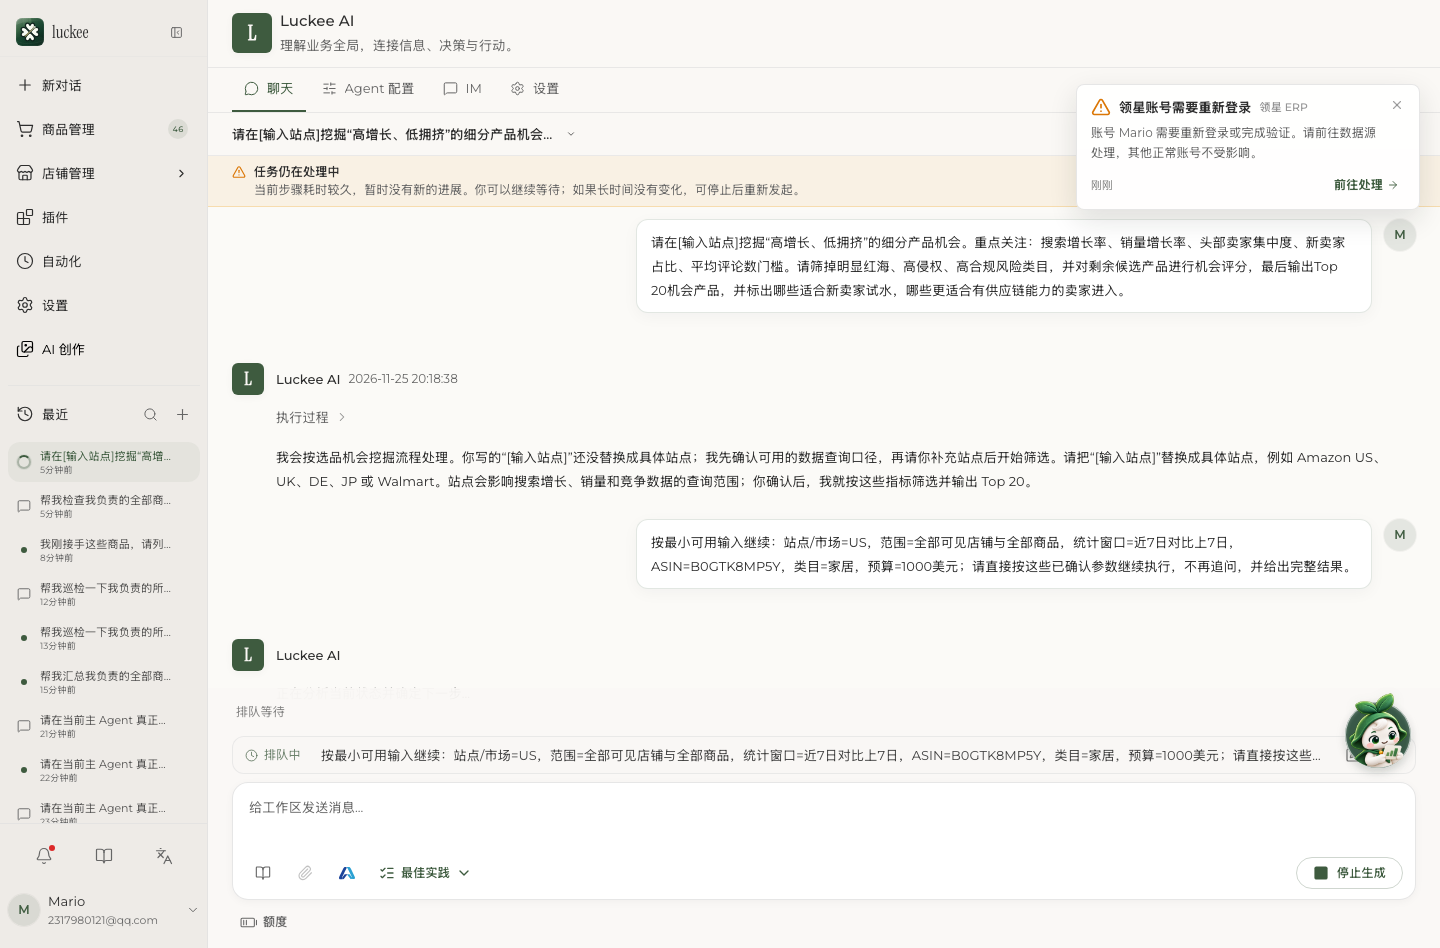 luckee
新对话
商品管理
46
店铺管理
插件
自动化
设置
AI 创作
最近
请在[输入站点]挖掘“高增...
5分钟前
帮我检查我负责的全部商...
5分钟前
我刚接手这些商品，请列...
8分钟前
帮我巡检一下我负责的所...
12分钟前
帮我巡检一下我负责的所...
13分钟前
帮我汇总我负责的全部商...
15分钟前
请在当前主 Agent 真正...
21分钟前
请在当前主 Agent 真正...
22分钟前
请在当前主 Agent 真正...
23分钟前
M
Mario
2317980121@qq.com
L
Luckee AI
理解业务全局，连接信息、决策与行动。
聊天
Agent 配置
IM
设置
请在[输入站点]挖掘“高增长、低拥挤”的细分产品机会...
任务仍在处理中
当前步骤耗时较久，暂时没有新的进展。你可以继续等待；如果长时间没有变化，可停止后重新发起。
领星账号需要重新登录 领星 ERP
账号 Mario 需要重新登录或完成验证。请前往数据源
处理，其他正常账号不受影响。
刚刚
前往处理
请在[输入站点]挖掘“高增长、低拥挤”的细分产品机会。重点关注：搜索增长率、销量增长率、头部卖家集中度、新卖家
占比、平均评论数门槛。请筛掉明显红海、高侵权、高合规风险类目，并对剩余候选产品进行机会评分，最后输出Top
20机会产品，并标出哪些适合新卖家试水，哪些更适合有供应链能力的卖家进入。
M
L
Luckee AI 2026-11-25 20:18:38
执行过程
我会按选品机会挖掘流程处理。你写的“[输入站点]”还没替换成具体站点；我先确认可用的数据查询口径，再请你补充站点后开始筛选。请把“[输入站点]”替换成具体站点，例如 Amazon US、
UK、DE、JP 或 Walmart。站点会影响搜索增长、销量和竞争数据的查询范围；你确认后，我就按这些指标筛选并输出 Top 20。
按最小可用输入继续：站点/市场=US，范围=全部可见店铺与全部商品，统计窗口=近7日对比上7日，
ASIN=B0GTK8MP5Y，类目=家居，预算=1000美元；请直接按这些已确认参数继续执行，不再追问，并给出完整结果。
M
L
Luckee AI
排队等待
排队中
按最小可用输入继续：站点/市场=US，范围=全部可见店铺与全部商品，统计窗口=近7日对比上7日，ASIN=B0GTK8MP5Y，类目=家居，预算=1000美元；请直接按这些...
给工作区发送消息...
最佳实践
停止生成
额度